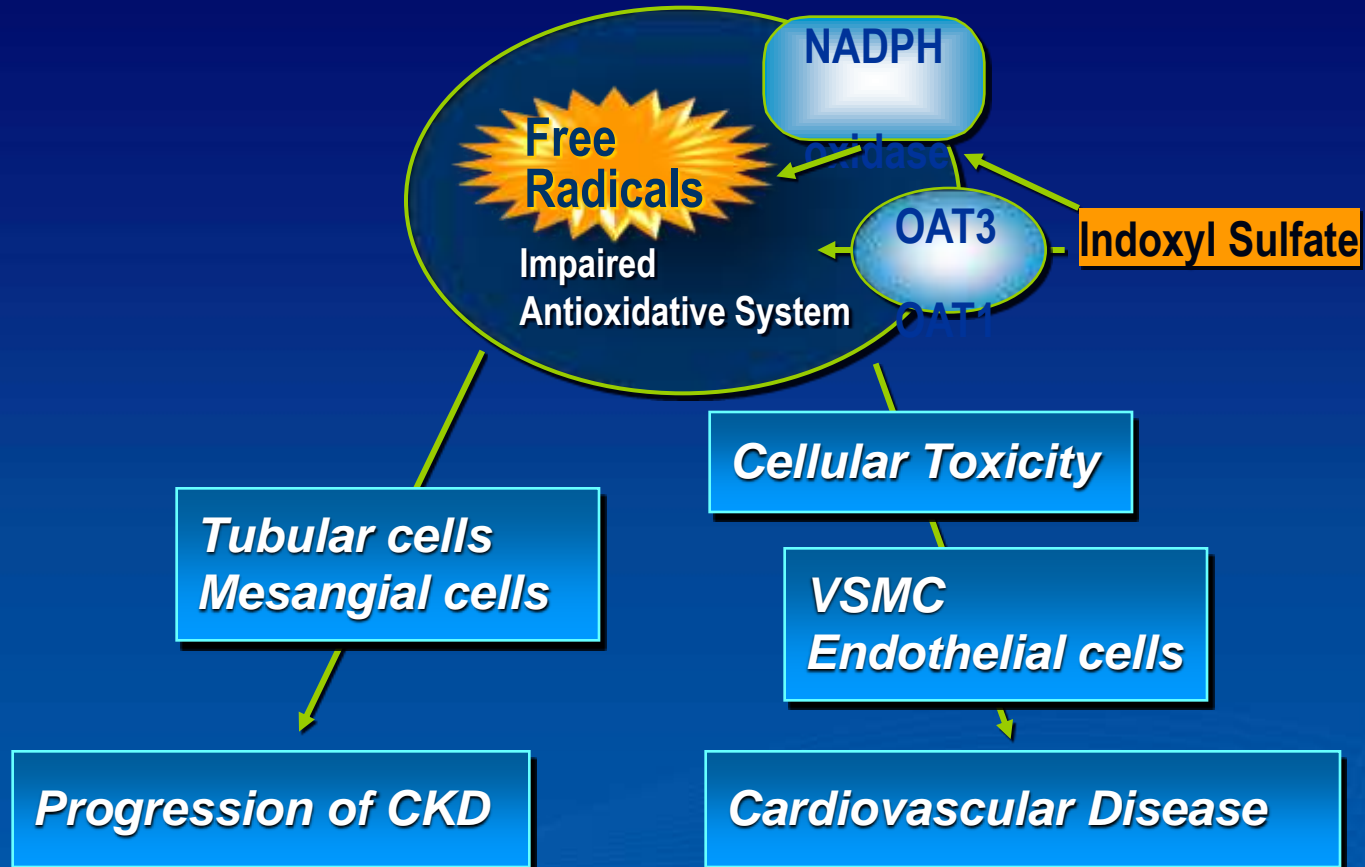 NADPH
oxidase
Free
Radicals
OAT3
OAT1
Indoxyl Sulfate
Impaired
Antioxidative System
Cellular Toxicity
Tubular cells
Mesangial cells
VSMC
Endothelial cells
Progression of CKD
Cardiovascular Disease